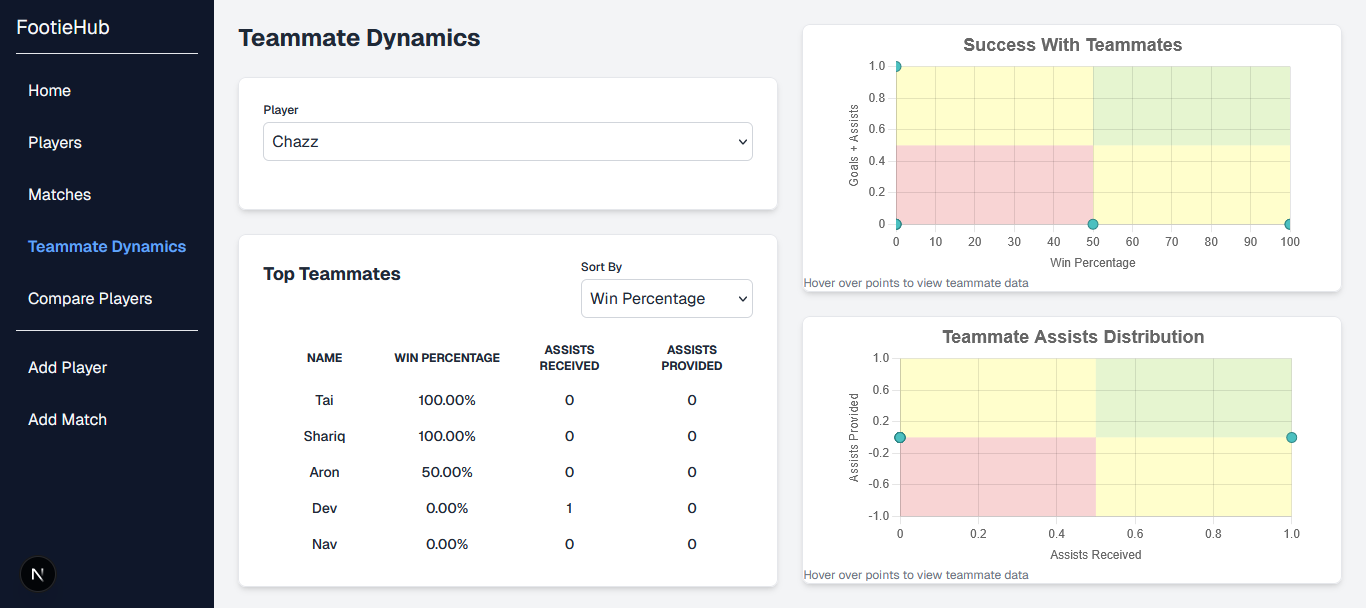 FootieHub
Home
Players
Matches
Teammate Dynamics
Compare Players
Add Player
Add Match
N
Teammate Dynamics
Player
Chazz
Top Teammates
Sort By
Win Percentage
NAME WIN PERCENTAGE ASSISTS RECEIVED ASSISTS PROVIDED
Tai 100.00% 0 0
Shariq 100.00% 0 0
Aron 50.00% 0 0
Dev 0.00% 1 0
Nav 0.00% 0 0
Success With Teammates
Goals + Assists
1.0
0.8
0.6
0.4
0.2
0
0 10 20 30 40 50 60 70 80 90 100
Win Percentage
Hover over points to view teammate data
Teammate Assists Distribution
Assists Provided
1.0
0.6
0.2
-0.2
-0.6
-1.0
0 0.2 0.4 0.6 0.8 1.0
Assists Received
Hover over points to view teammate data